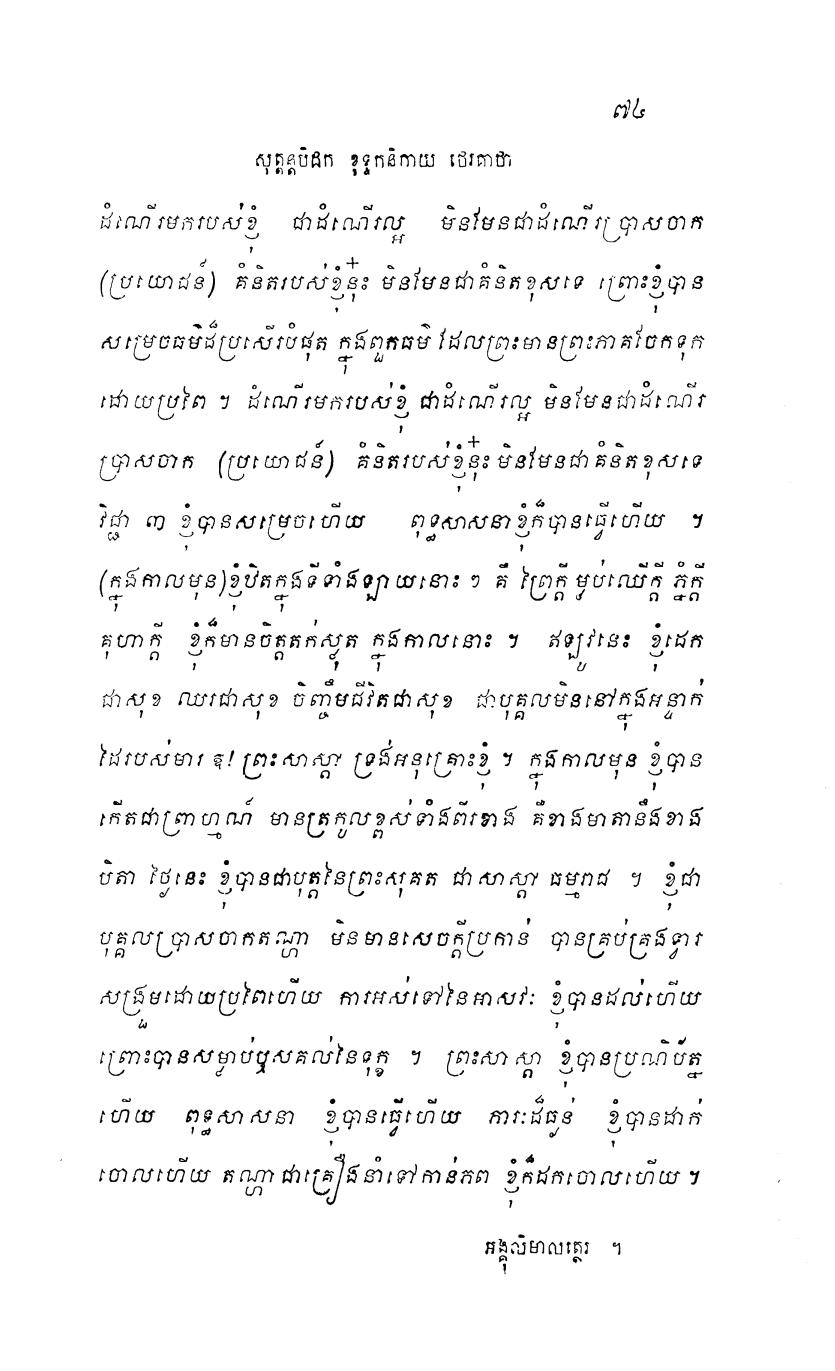 ៧៤
សុត្តន្តបិដក ខុទ្ទកនិកាយ ថេរគាថា
ដំណើរមករបស់ខ្ញុំ ជាដំណើរល្អ មិនមែនជាដំណើរប្រាសចាក
(ប្រយោជន៍) គំនិតរបស់ខ្ញុំនុ៎ះ មិនមែនជាគំនិតខុសទេ ព្រោះខ្ញុំបាន
សម្រេចធម៌ដ៏ប្រសើរបំផុត ក្នុងពួកធម៌ ដែលព្រះមានព្រះភាគចែកទុក
ដោយប្រពៃ ។ ដំណើរមករបស់ខ្ញុំ ជាដំណើរល្អ មិនមែនជាដំណើរ
ប្រាសចាក (ប្រយោជន៍) គំនិតរបស់ខ្ញុំនុ៎ះ មិនមែនជាគំនិតខុសទេ
វិជ្ជា ៣ ខ្ញុំបានសម្រេចហើយ ពុទ្ធសាសនាខ្ញុំក៏បានធ្វើហើយ ។
(ក្នុងកាលមុន)ខ្ញុំឋិតក្នុងទីទាំងឡាយនោះៗ គឺ ព្រៃក្តី ម្លប់ឈើក្តី ភ្នំក្តី
គុហាក្តី ខ្ញុំក៏មានចិត្តតក់ស្លុត ក្នុងកាលនោះ ។ ឥឡូវនេះ ខ្ញុំដេក
ជាសុខ ឈរជាសុខ ចិញ្ចឹមជីវិតជាសុខ ជាបុគ្គលមិននៅក្នុងអន្ទាក់
ដៃរបស់មារ ឱ! ព្រះសាស្តា ទ្រង់អនុគ្រោះខ្ញុំ ។ ក្នុងកាលមុន ខ្ញុំបាន
កើតជាព្រាហ្មណ៍ មានត្រកូលខ្ពស់ទាំងពីរខាង គឺខាងមាតានឹងខាង
បិតា ថ្ងៃនេះ ខ្ញុំបានជាបុត្តនៃព្រះសុគត ជាសាស្តា ធម្មរាជ ។ ខ្ញុំជា
បុគ្គលប្រាសចាកតណ្ហា មិនមានសេចក្តីប្រកាន់ បានគ្រប់គ្រងទ្វារ
សង្រួមដោយប្រពៃហើយ ការអស់ទៅនៃអាសវៈ ខ្ញុំបានដល់ហើយ
ព្រោះបានសម្លាប់ឫសគល់នៃទុក្ខ ។ ព្រះសាស្តា ខ្ញុំបានប្រណិប័ត្ន
ហើយ ពុទ្ធសាសនា ខ្ញុំបានធ្វើហើយ ភារៈដ៏ធ្ងន់ ខ្ញុំបានដាក់
ចោលហើយ តណ្ហាជាគ្រឿងនាំទៅកាន់ភព ខ្ញុំក៏ដកចោលហើយ ។
អង្គុលិមាលត្ថេរ ។